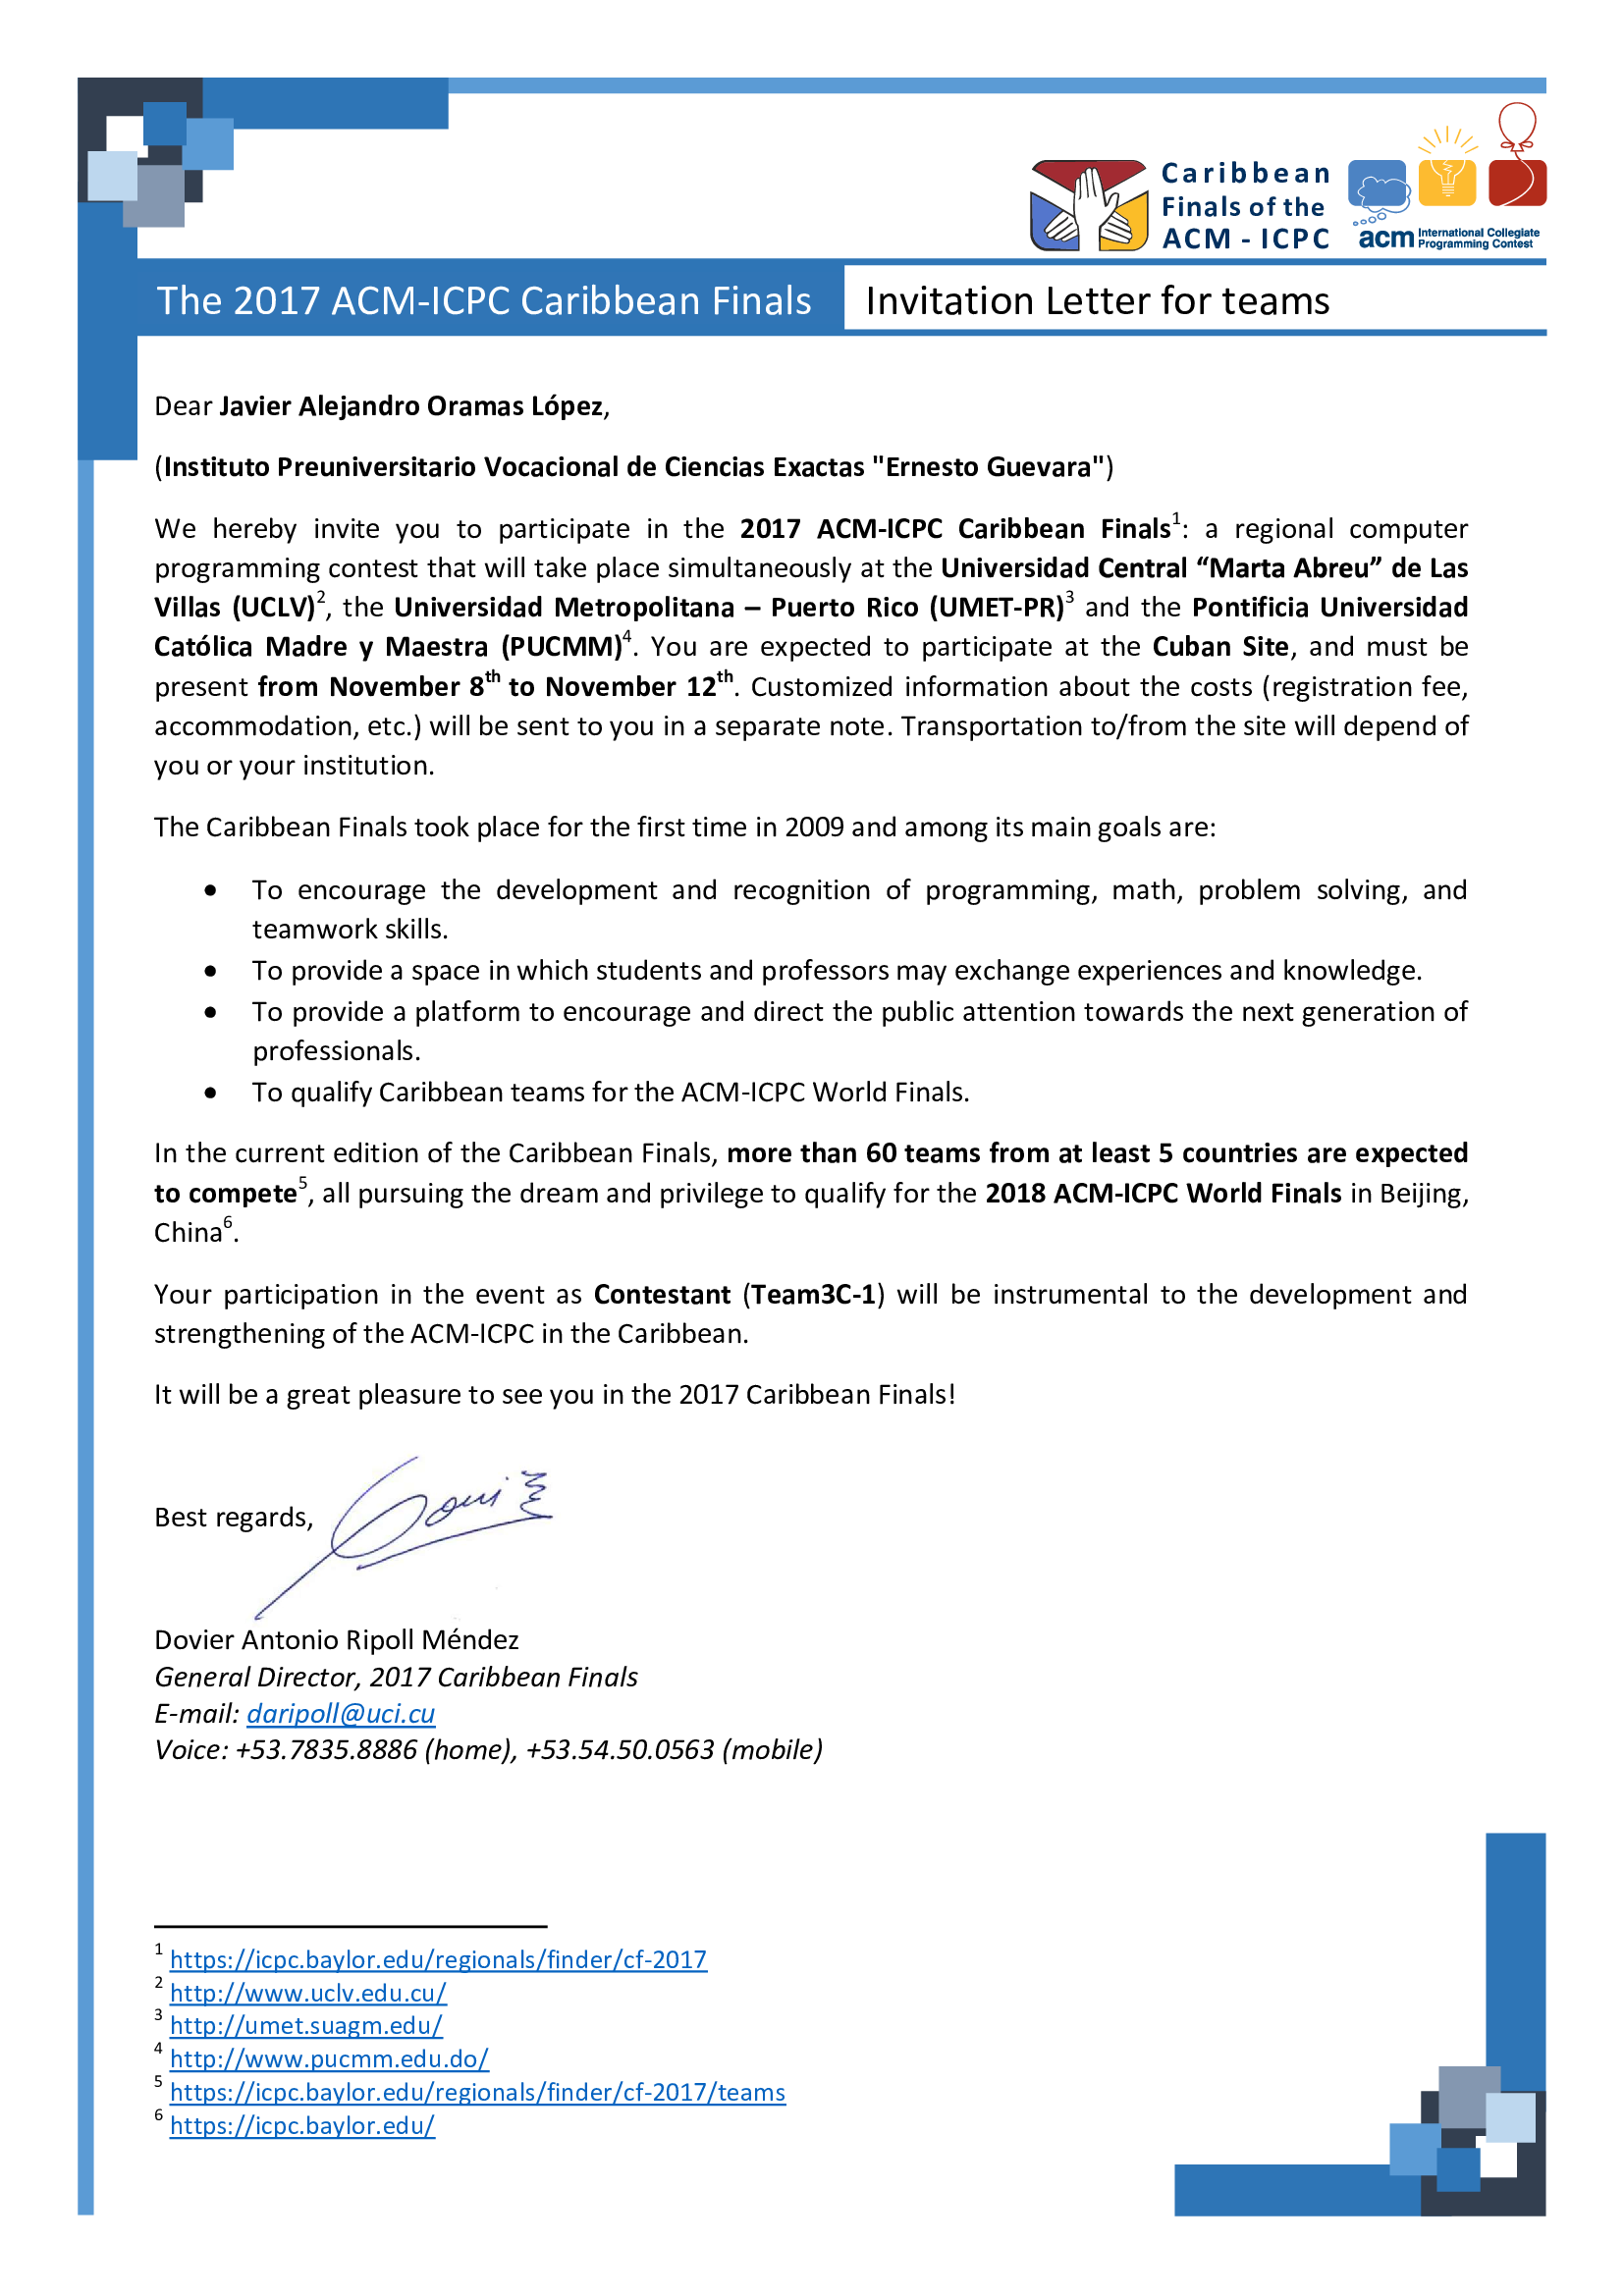 Caribbean
Finals of the
ACM - ICPC
acm International Collegiate
Programming Contest
The 2017 ACM-ICPC Caribbean Finals Invitation Letter for teams
Dear Javier Alejandro Oramas López,
(Instituto Preuniversitario Vocacional de Ciencias Exactas "Ernesto Guevara")
We hereby invite you to participate in the 2017 ACM-ICPC Caribbean Finals1: a regional computer
programming contest that will take place simultaneously at the Universidad Central “Marta Abreu” de Las
Villas (UCLV)2, the Universidad Metropolitana – Puerto Rico (UMET-PR)3 and the Pontificia Universidad
Católica Madre y Maestra (PUCMM)4. You are expected to participate at the Cuban Site, and must be
present from November 8th to November 12th. Customized information about the costs (registration fee,
accommodation, etc.) will be sent to you in a separate note. Transportation to/from the site will depend of
you or your institution.
The Caribbean Finals took place for the first time in 2009 and among its main goals are:
• To encourage the development and recognition of programming, math, problem solving, and
teamwork skills.
• To provide a space in which students and professors may exchange experiences and knowledge.
• To provide a platform to encourage and direct the public attention towards the next generation of
professionals.
• To qualify Caribbean teams for the ACM-ICPC World Finals.
In the current edition of the Caribbean Finals, more than 60 teams from at least 5 countries are expected
to compete5, all pursuing the dream and privilege to qualify for the 2018 ACM-ICPC World Finals in Beijing,
China6.
Your participation in the event as Contestant (Team3C-1) will be instrumental to the development and
strengthening of the ACM-ICPC in the Caribbean.
It will be a great pleasure to see you in the 2017 Caribbean Finals!
Best regards,
Dovier Antonio Ripoll Méndez
General Director, 2017 Caribbean Finals
E-mail: daripoll@uci.cu
Voice: +53.7835.8886 (home), +53.54.50.0563 (mobile)
1 https://icpc.baylor.edu/regionals/finder/cf-2017
2 http://www.uclv.edu.cu/
3 http://umet.suagm.edu/
4 http://www.pucmm.edu.do/
5 https://icpc.baylor.edu/regionals/finder/cf-2017/teams
6 https://icpc.baylor.edu/